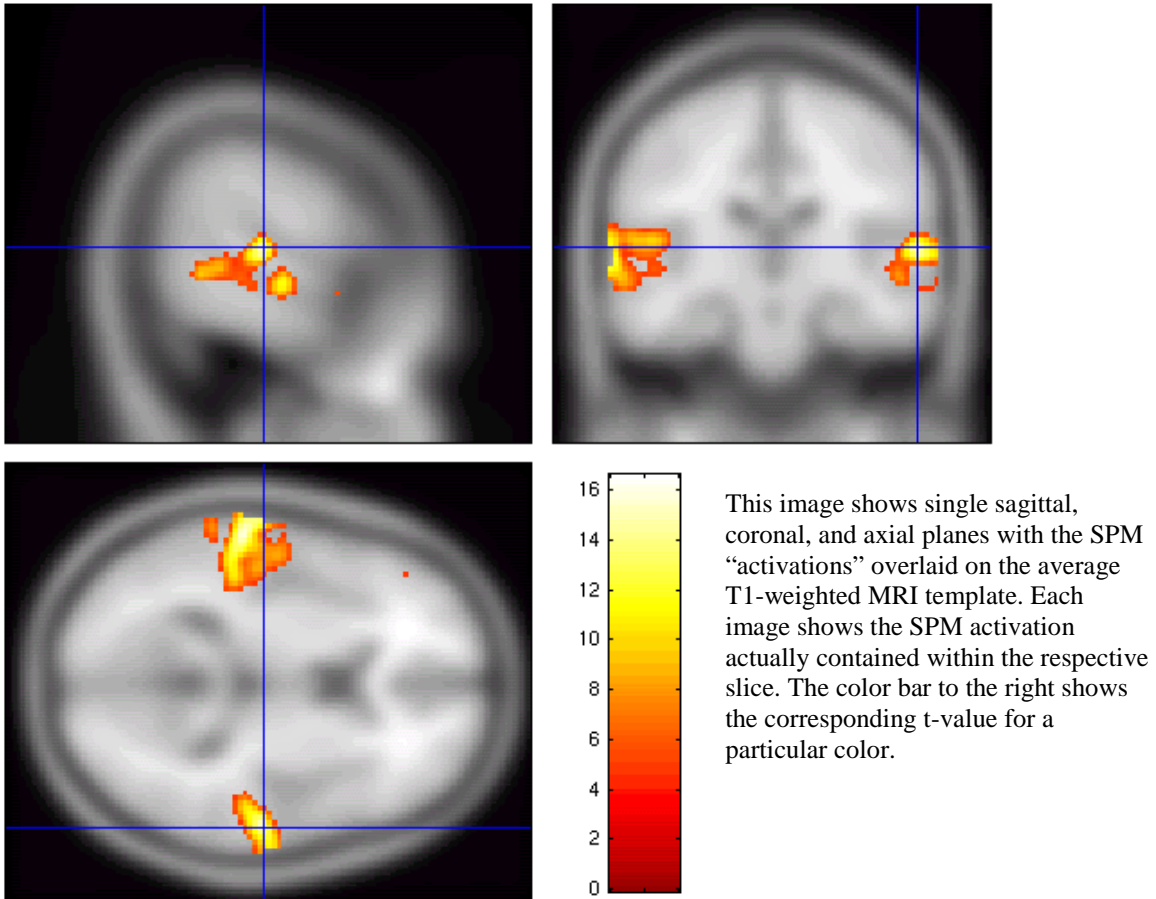 16
14
12
10
8
6
4
2
0
This image shows single sagittal,
coronal, and axial planes with the SPM
“activations” overlaid on the average
T1-weighted MRI template. Each
image shows the SPM activation
actually contained within the respective
slice. The color bar to the right shows
the corresponding t-value for a
particular color.